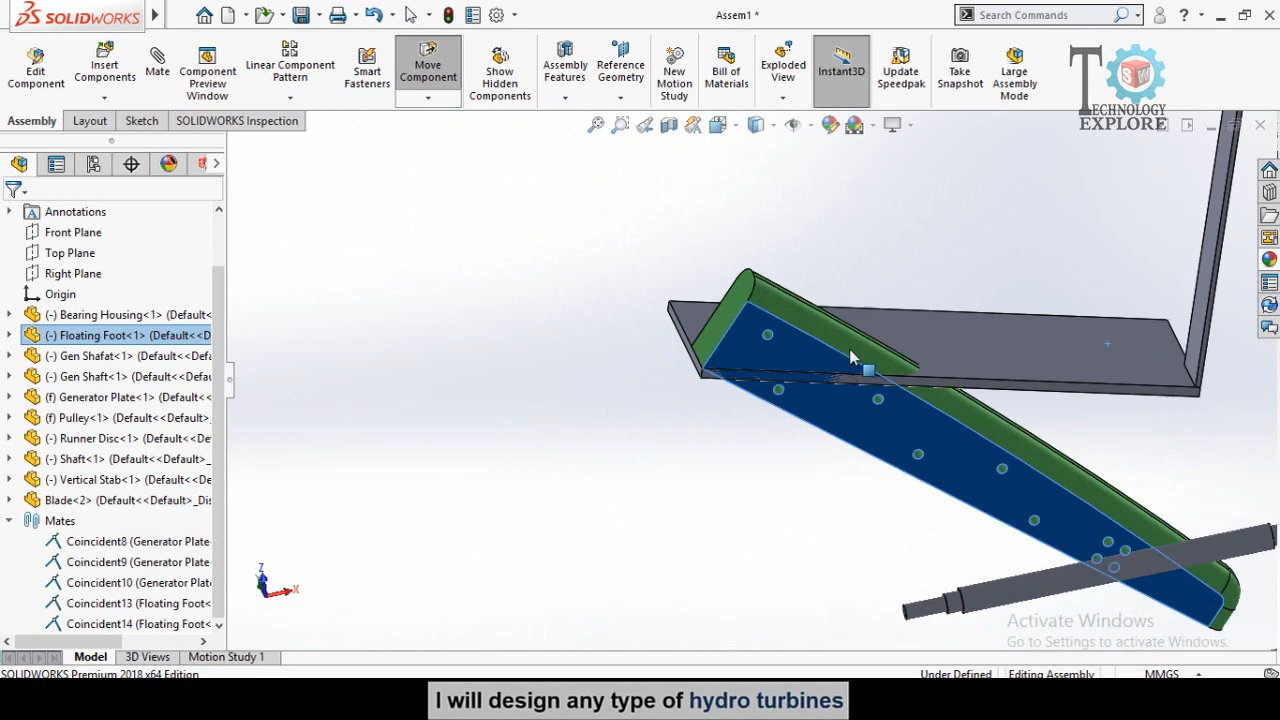 SOLIDWORKS
Assem1 *
Search Commands
?
Edit Component
Insert Components
Mate
Component Preview Window
Linear Component Pattern
Smart Fasteners
Move Component
Show Hidden Components
Assembly Features
Reference Geometry
New Motion Study
Bill of Materials
Exploded View
Instant3D
Update Speedpak
Take Snapshot
Large Assembly Mode
TECHNOLOGY
EXPLORE
SW
Assembly
Layout
Sketch
SOLIDWORKS Inspection
Annotations
Front Plane
Top Plane
Right Plane
Origin
(-) Bearing Housing<1> (Default<
(-) Floating Foot<1> (Default<<D
(-) Gen Shafat<1> (Default<<Defa
(-) Gen Shaft<1> (Default<<Defau
(f) Generator Plate<1> (Default<
(f) Pulley<1> (Default<<Default>
(-) Runner Disc<1> (Default<<De
(-) Shaft<1> (Default<<Default>_
(-) Vertical Stab<1> (Default<<De
Blade<2> (Default<<Default>_Dis
Mates
Coincident8 (Generator Plate
Coincident9 (Generator Plate
Coincident10 (Generator Plate
Coincident13 (Floating Foot<
Coincident14 (Floating Foot<
Z
X
Activate Windows
Go to Settings to activate Windows.
Model
3D Views
Motion Study 1
SOLIDWORKS Premium 2018 x64 Edition
Under Defined
Editing Assembly
MMGS
I will design any type of hydro turbines